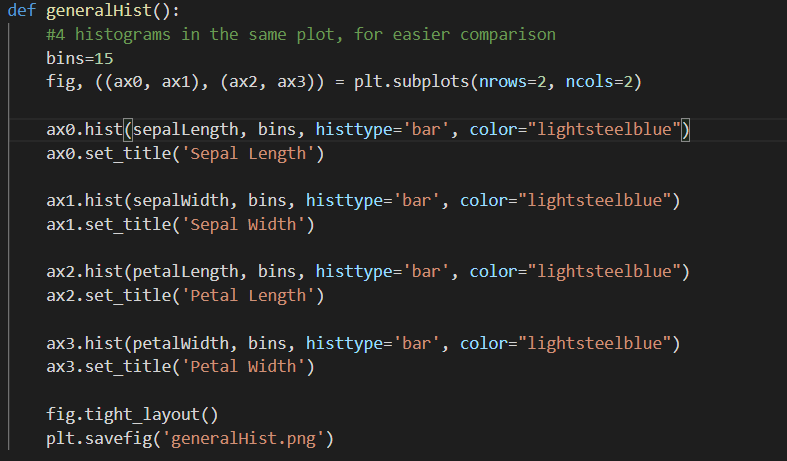 def generalHist():
    #4 histograms in the same plot, for easier comparison
    bins=15
    fig, ((ax0, ax1), (ax2, ax3)) = plt.subplots(nrows=2, ncols=2)

    ax0.hist(sepalLength, bins, histtype='bar', color="lightsteelblue")
    ax0.set_title('Sepal Length')

    ax1.hist(sepalWidth, bins, histtype='bar', color="lightsteelblue")
    ax1.set_title('Sepal Width')

    ax2.hist(petalLength, bins, histtype='bar', color="lightsteelblue")
    ax2.set_title('Petal Length')

    ax3.hist(petalWidth, bins, histtype='bar', color="lightsteelblue")
    ax3.set_title('Petal Width')

    fig.tight_layout()
    plt.savefig('generalHist.png')